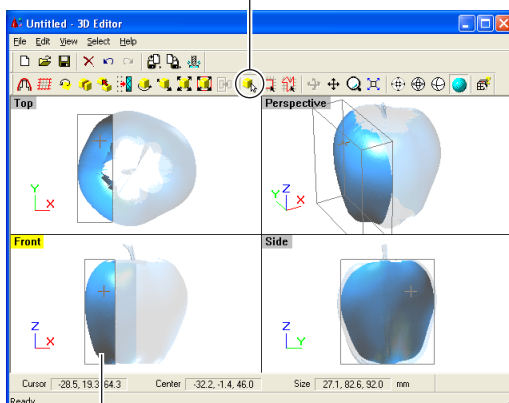 Untitled - 3D Editor
File Edit View Select Help
Top
Perspective
Y
X
Z
Y
X
Front
Side
Z
X
Z
Y
Cursor -28.5, 19.3, 64.3 Center -32.2, -1.4, 46.0 Size 27.1, 82.6, 92.0 mm
Ready